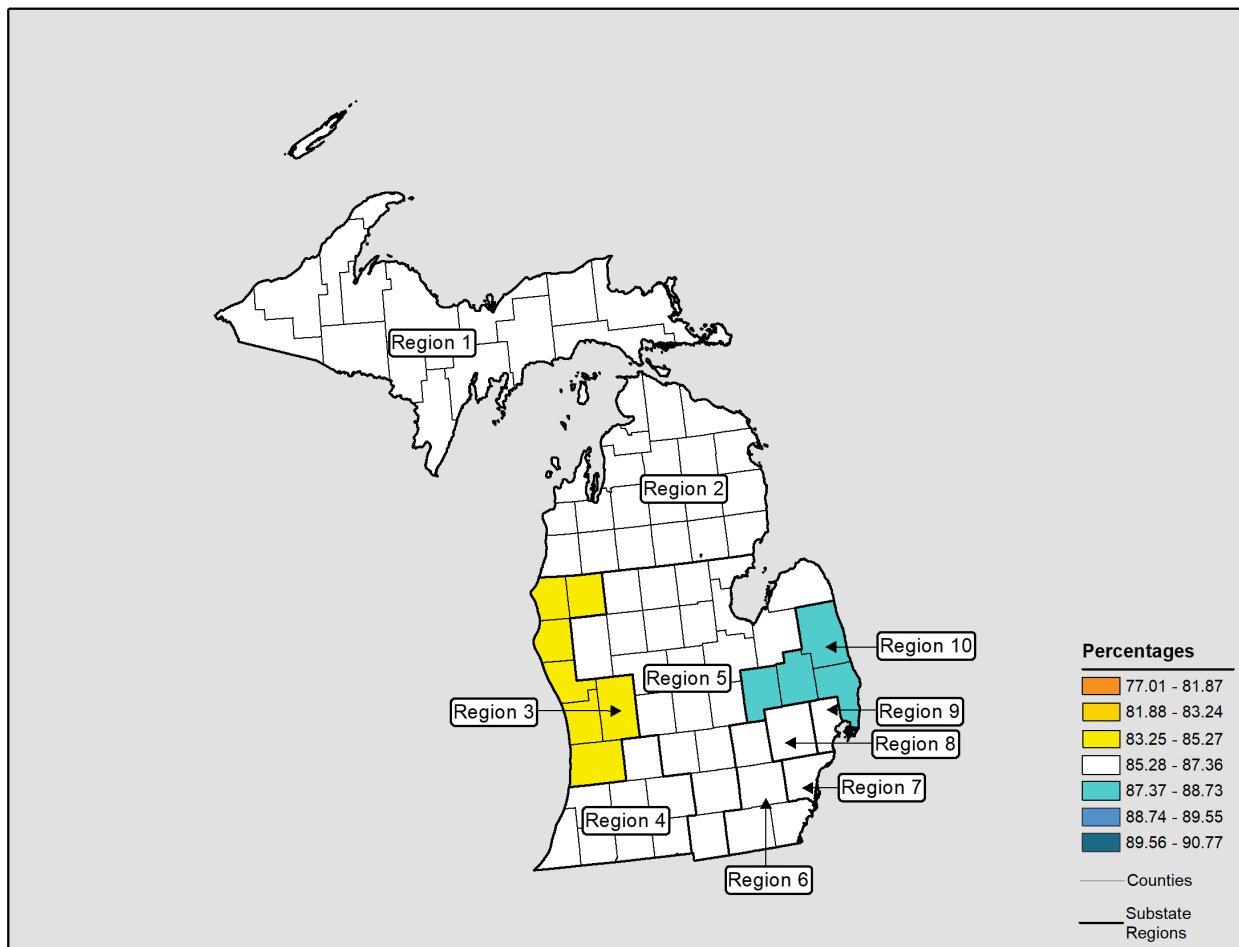 Region 1
Region 2
Region 10
Region 5
Region 3
Region 9
Region 8
Region 7
Region 4
Region 6
Percentages
77.01 - 81.87
81.88 - 83.24
83.25 - 85.27
85.28 - 87.36
87.37 - 88.73
88.74 - 89.55
89.56 - 90.77
Counties
Substate
Regions